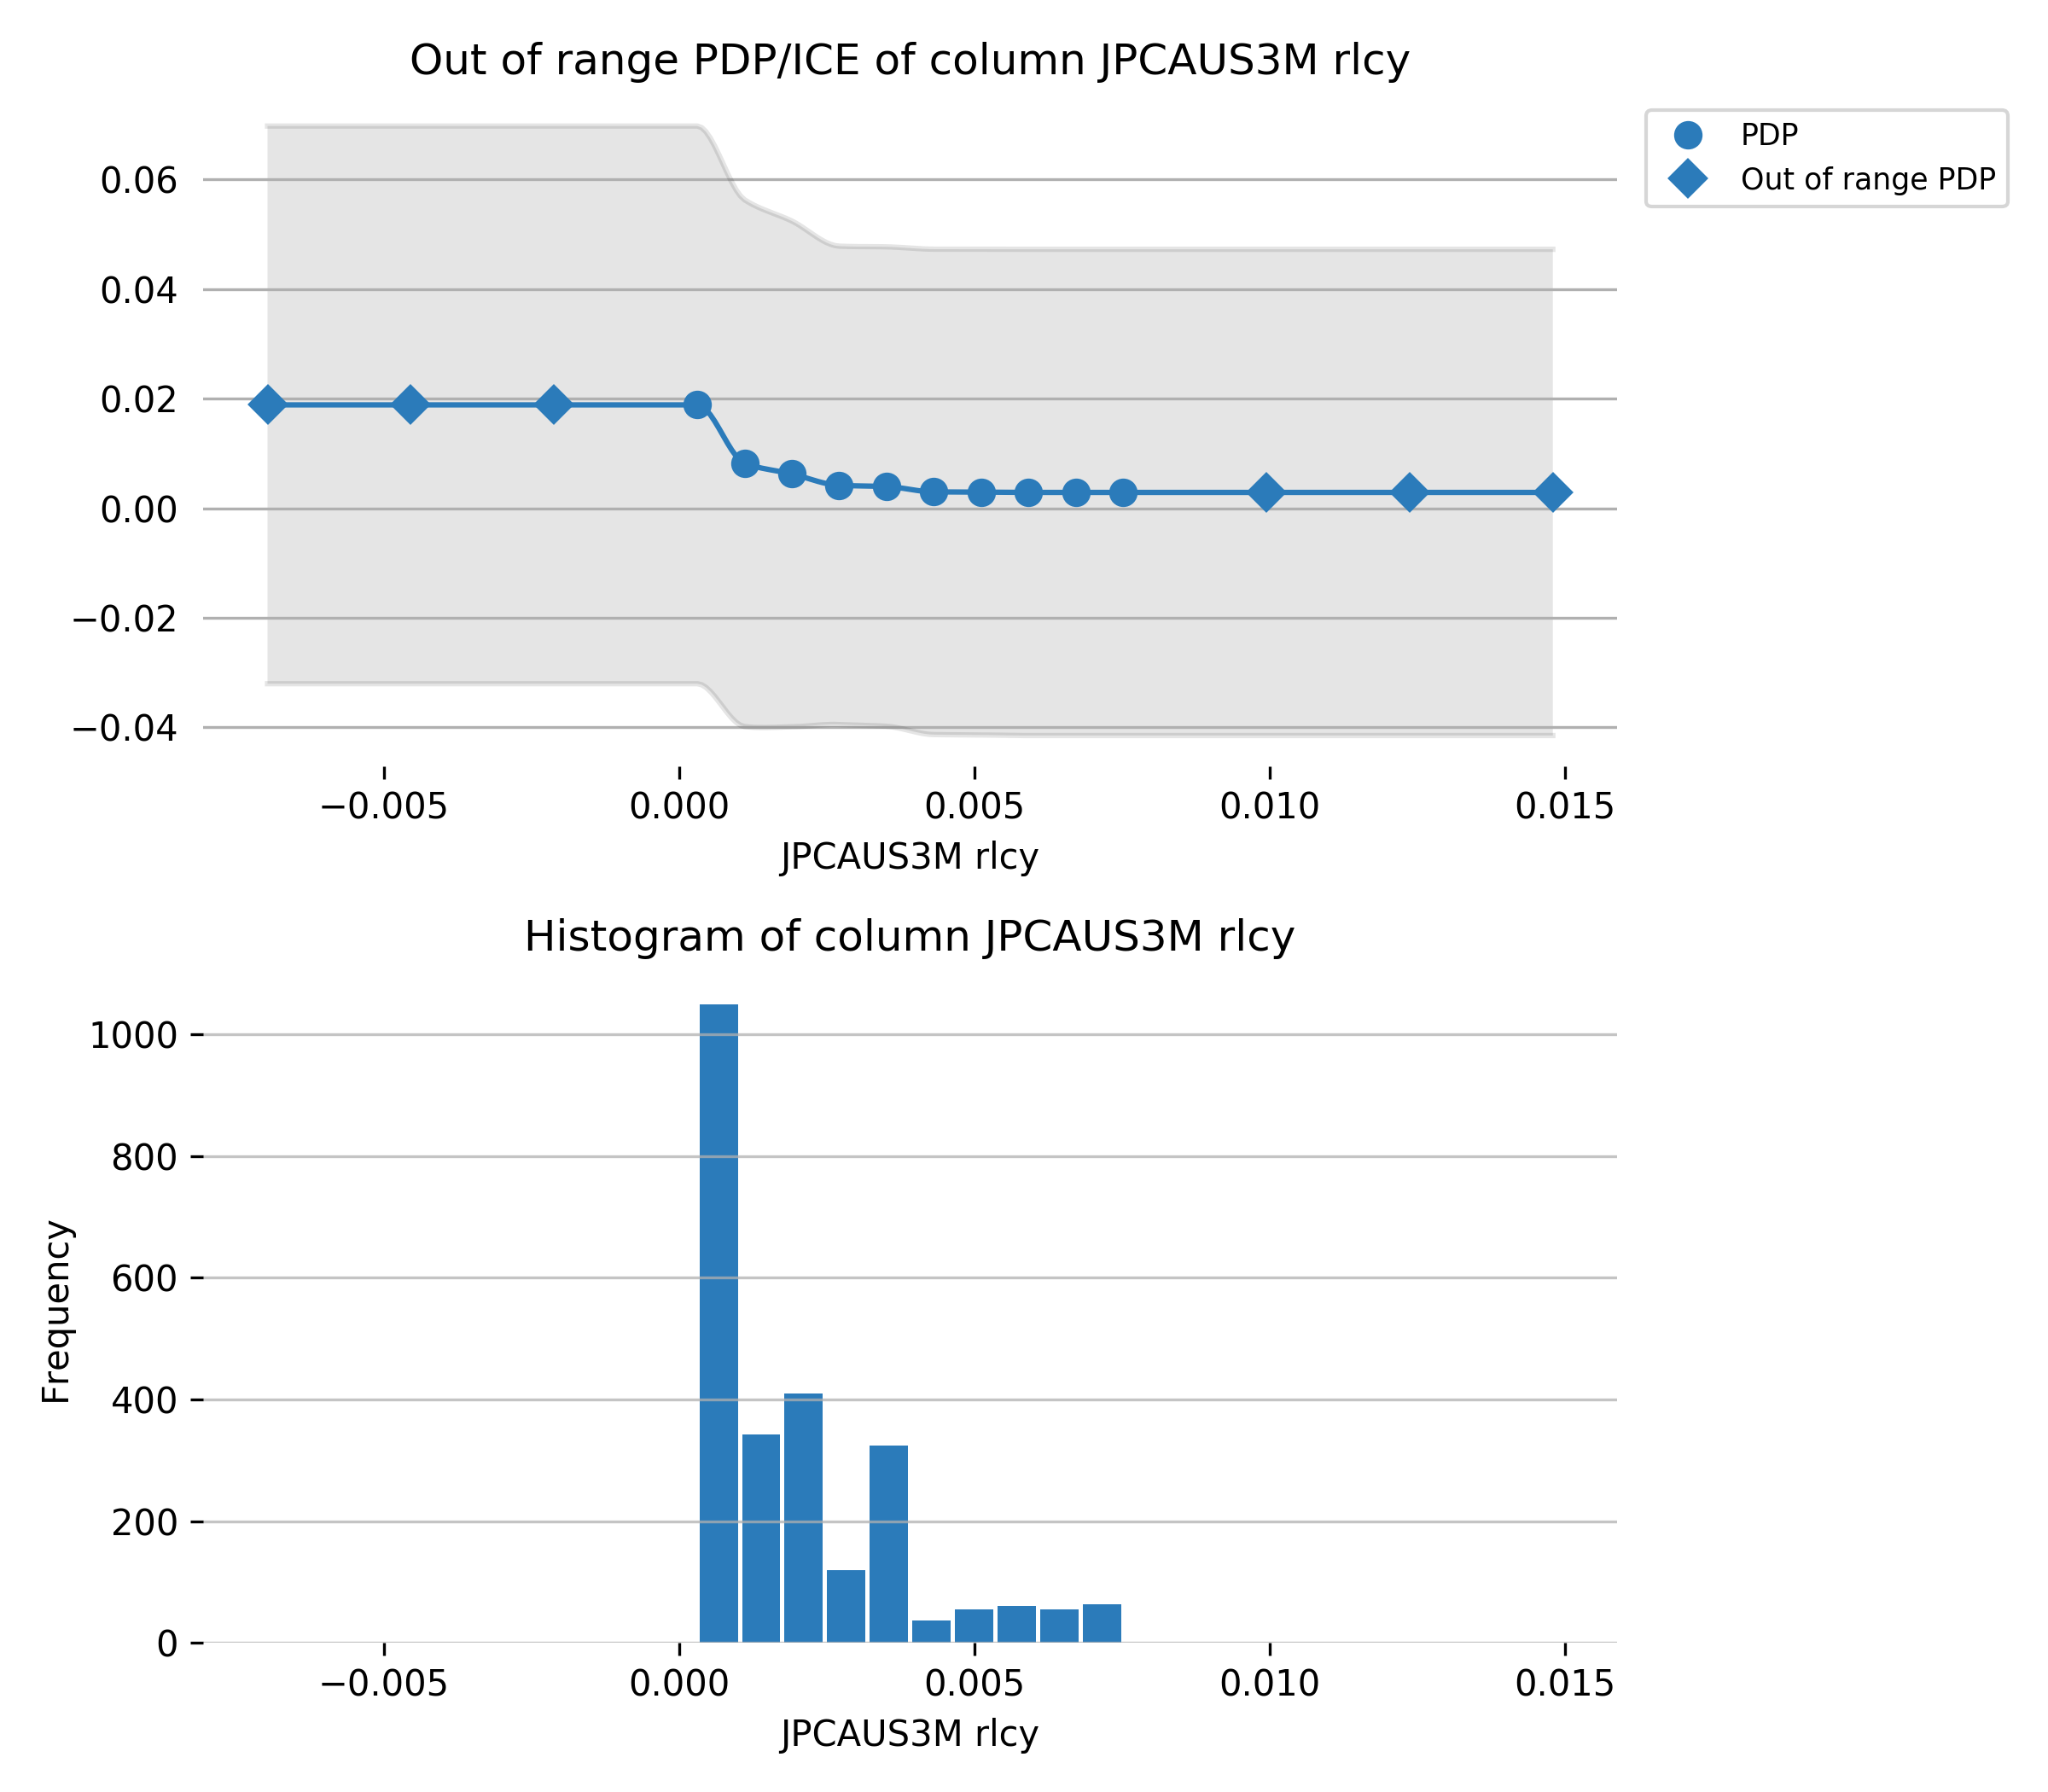 Out of range PDP/ICE of column JPCAUS3M rlcy
PDP
Out of range PDP
0.06
0.04
0.02
0.00
−0.02
−0.04
−0.005 0.000 0.005 0.010 0.015
JPCAUS3M rlcy
Histogram of column JPCAUS3M rlcy
1000
800
600
400
200
0
Frequency
−0.005 0.000 0.005 0.010 0.015
JPCAUS3M rlcy